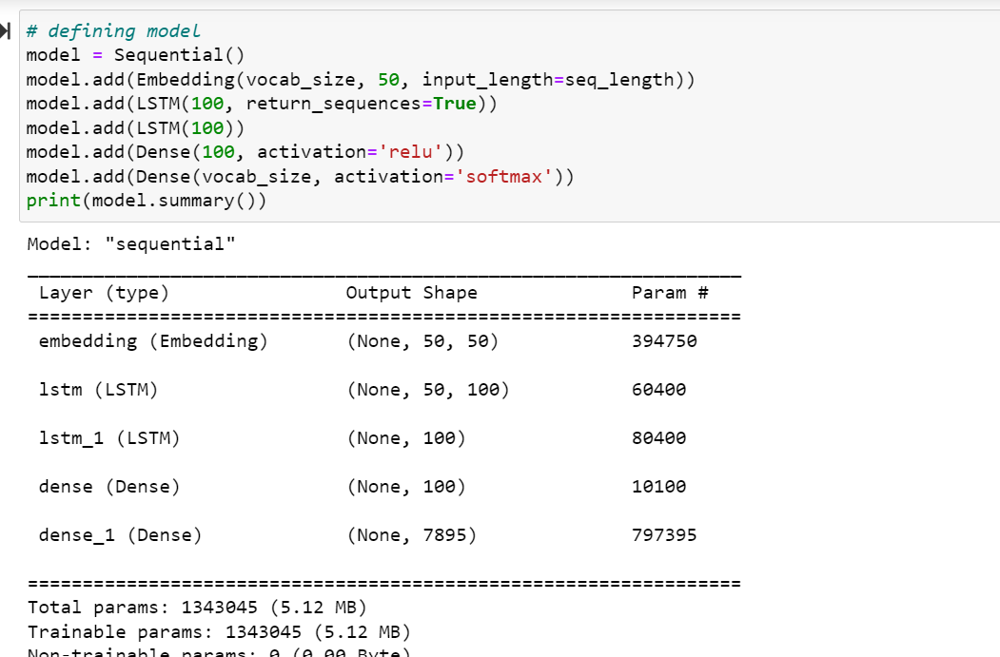 # defining model
model = Sequential()
model.add(Embedding(vocab_size, 50, input_length=seq_length))
model.add(LSTM(100, return_sequences=True))
model.add(LSTM(100))
model.add(Dense(100, activation='relu'))
model.add(Dense(vocab_size, activation='softmax'))
print(model.summary())
Model: "sequential"
_________________________________________________________________
Layer (type) Output Shape Param #
=================================================================
embedding (Embedding) (None, 50, 50) 394750
lstm (LSTM) (None, 50, 100) 60400
lstm_1 (LSTM) (None, 100) 80400
dense (Dense) (None, 100) 10100
dense_1 (Dense) (None, 7895) 797395
=================================================================
Total params: 1343045 (5.12 MB)
Trainable params: 1343045 (5.12 MB)
Non-trainable params: 0 (0.00 Byte)